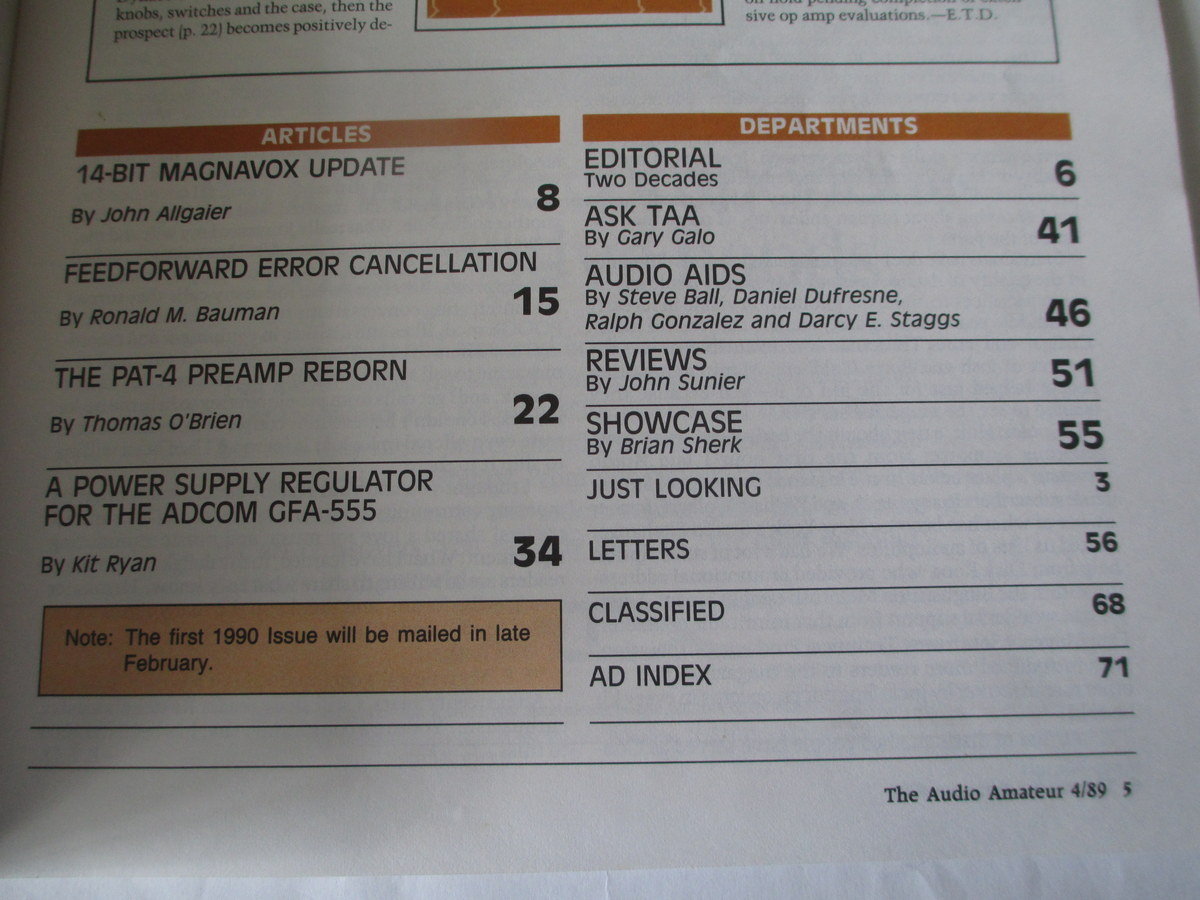 knobs, switches and the case, then the
prospect (p. 22) becomes positively de-
sive op amp evaluations.—E.T.D.
ARTICLES
14-BIT MAGNAVOX UPDATE
By John Allgaier
8
FEEDFORWARD ERROR CANCELLATION
By Ronald M. Bauman
15
THE PAT-4 PREAMP REBORN
By Thomas O'Brien
22
A POWER SUPPLY REGULATOR
FOR THE ADCOM GFA-555
By Kit Ryan
34
Note: The first 1990 Issue will be mailed in late
February.
DEPARTMENTS
EDITORIAL
Two Decades
6
ASK TAA
By Gary Galo
41
AUDIO AIDS
By Steve Ball, Daniel Dufresne,
Ralph Gonzalez and Darcy E. Staggs
46
REVIEWS
By John Sunier
51
SHOWCASE
By Brian Sherk
55
JUST LOOKING 3
LETTERS 56
CLASSIFIED 68
AD INDEX 71
The Audio Amateur 4/89 5